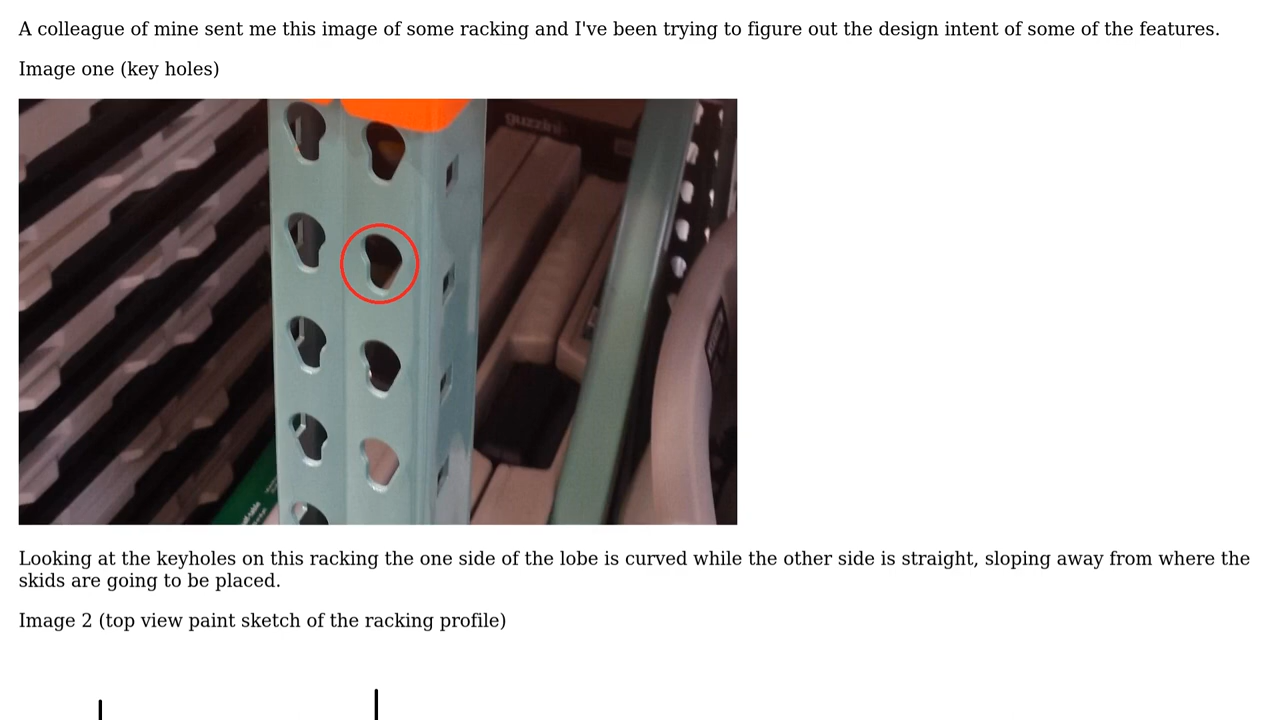 A colleague of mine sent me this image of some racking and I've been trying to figure out the design intent of some of the features.
Image one (key holes)
guzzini
Looking at the keyholes on this racking the one side of the lobe is curved while the other side is straight, sloping away from where the
skids are going to be placed.
Image 2 (top view paint sketch of the racking profile)